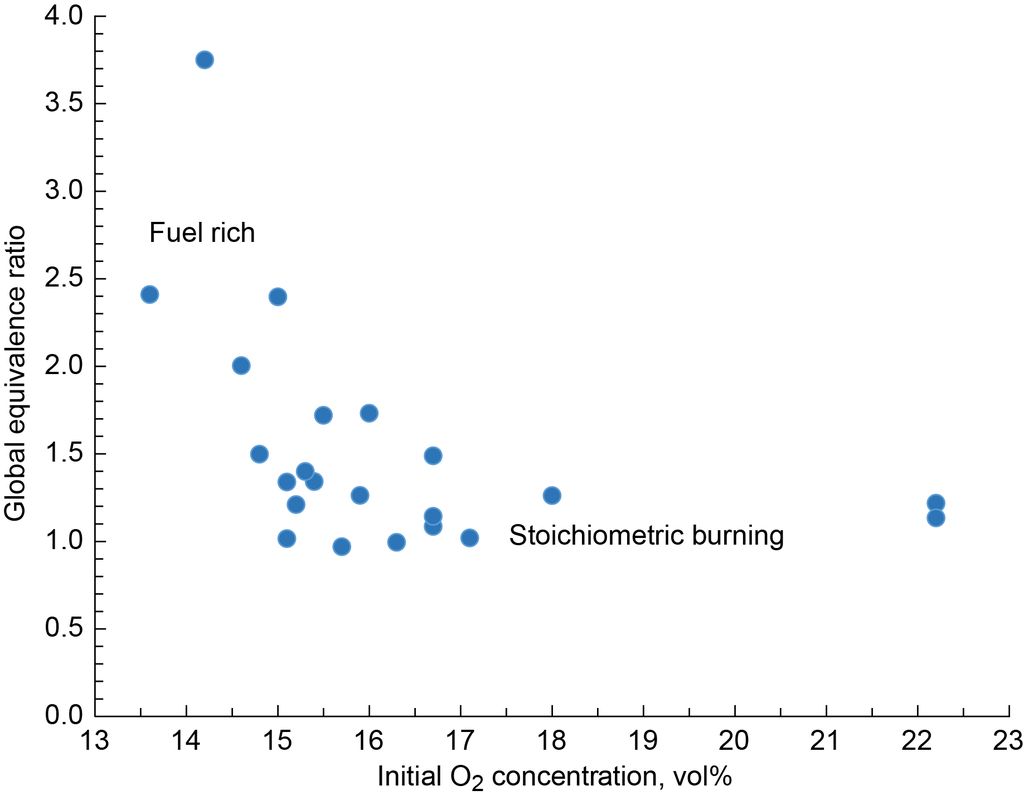 4.0
3.5
3.0
2.5
2.0
1.5
1.0
0.5
0.0
Global equivalence ratio
Fuel rich
Stoichiometric burning
13 14 15 16 17 18 19 20 21 22 23
Initial O₂ concentration, vol%